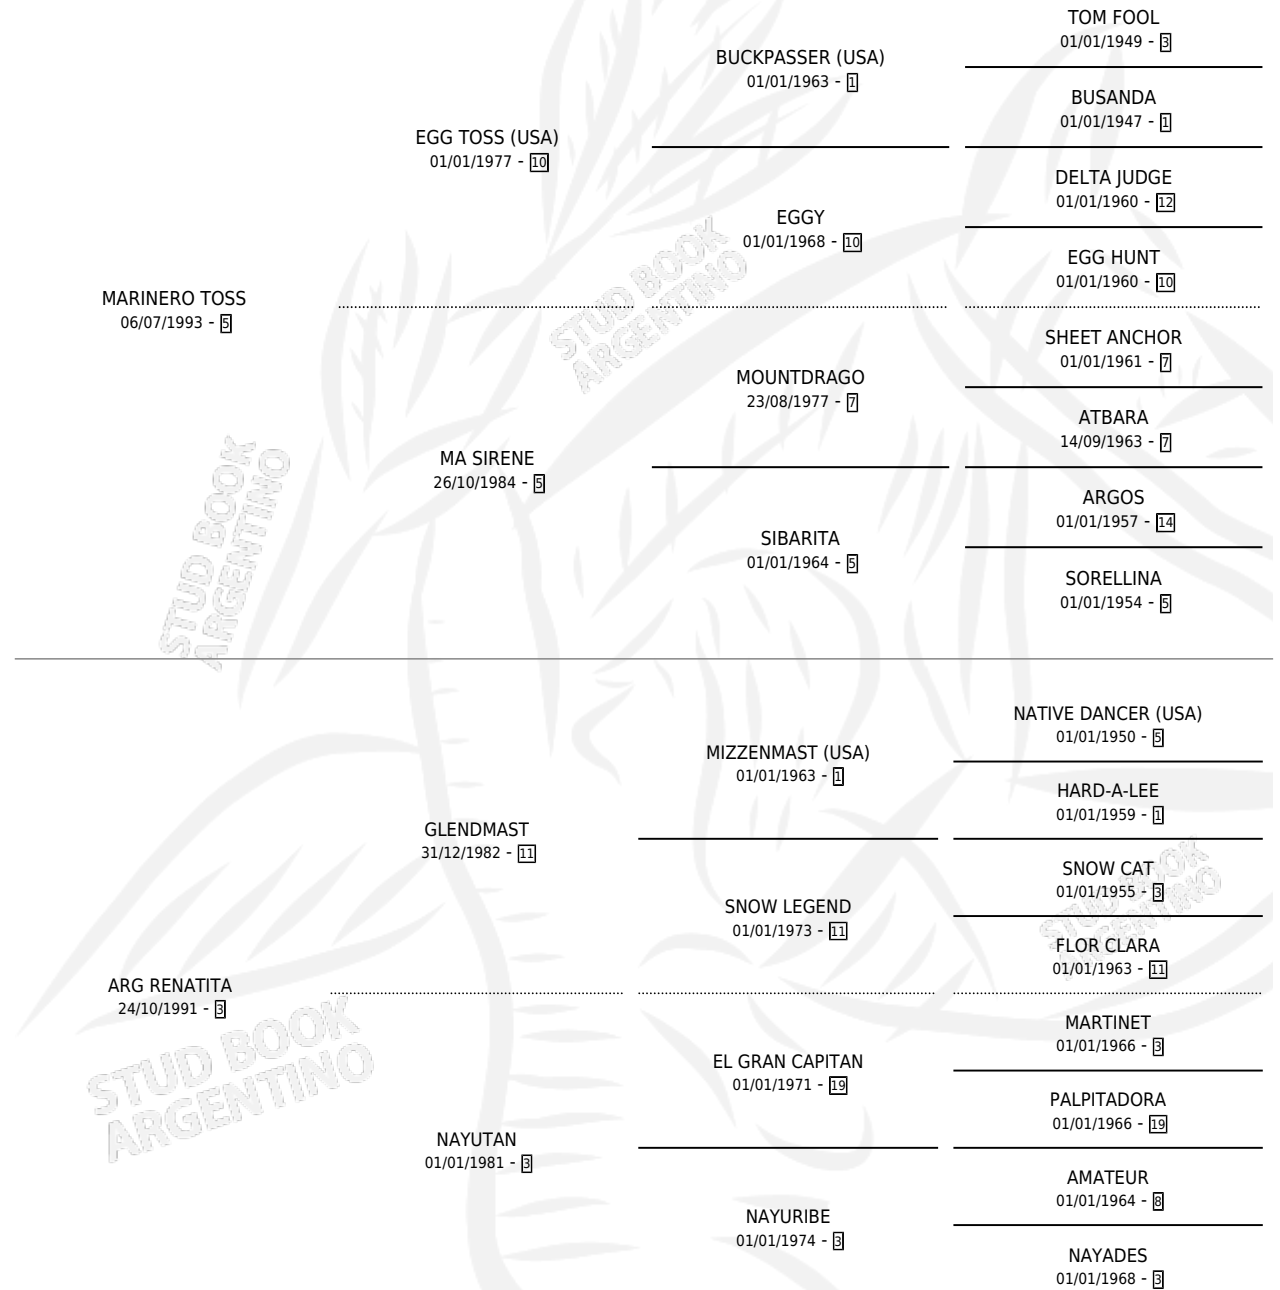 TOM FOOL
01/01/1949 - 3
BUCKPASSER (USA)
01/01/1963 - 1
BUSANDA
01/01/1947 - 1
EGG TOSS (USA)
01/01/1977 - 10
DELTA JUDGE
01/01/1960 - 12
EGGY
01/01/1968 - 10
EGG HUNT
01/01/1960 - 10
MARINERO TOSS
06/07/1993 - 5
SHEET ANCHOR
01/01/1961 - 7
MOUNTDRAGO
23/08/1977 - 7
ATBARA
14/09/1963 - 7
MA SIRENE
26/10/1984 - 5
ARGOS
01/01/1957 - 14
SIBARITA
01/01/1964 - 5
SORELLINA
01/01/1954 - 5
STUD BOOK
ARGENTINO
STUD BOOK
ARGENTINO
NATIVE DANCER (USA)
01/01/1950 - 5
MIZZENMAST (USA)
01/01/1963 - 1
HARD-A-LEE
01/01/1959 - 1
GLENDMAST
31/12/1982 - 11
SNOW CAT
01/01/1955 - 3
SNOW LEGEND
01/01/1973 - 11
FLOR CLARA
01/01/1963 - 11
ARG RENATITA
24/10/1991 - 3
MARTINET
01/01/1966 - 3
EL GRAN CAPITAN
01/01/1971 - 19
PALPITADORA
01/01/1966 - 19
NAYUTAN
01/01/1981 - 3
AMATEUR
01/01/1964 - 8
NAYURIBE
01/01/1974 - 3
NAYADES
01/01/1968 - 3
STUD BOOK
ARGENTINO
STUD BOOK
ARGENTINO